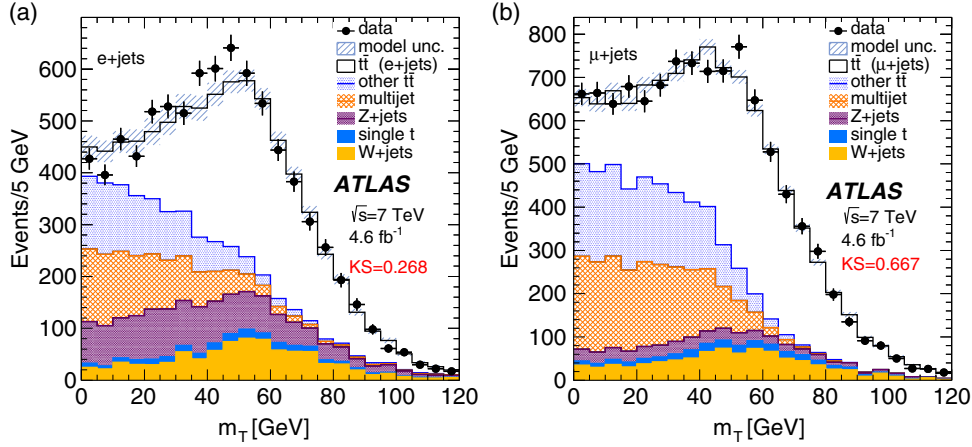 (a)
Events/5 GeV
600
500
400
300
200
100
0
e+jets
data
model unc.
tt̄ (e+jets)
other tt̄
multijet
Z+jets
single t
W+jets
ATLAS
√s=7 TeV
4.6 fb⁻¹
KS=0.268
0 20 40 60 80 100 120
m_T [GeV]
(b)
Events/5 GeV
800
700
600
500
400
300
200
100
0
μ+jets
data
model unc.
tt̄ (μ+jets)
other tt̄
multijet
Z+jets
single t
W+jets
ATLAS
√s=7 TeV
4.6 fb⁻¹
KS=0.667
0 20 40 60 80 100 120
m_T [GeV]